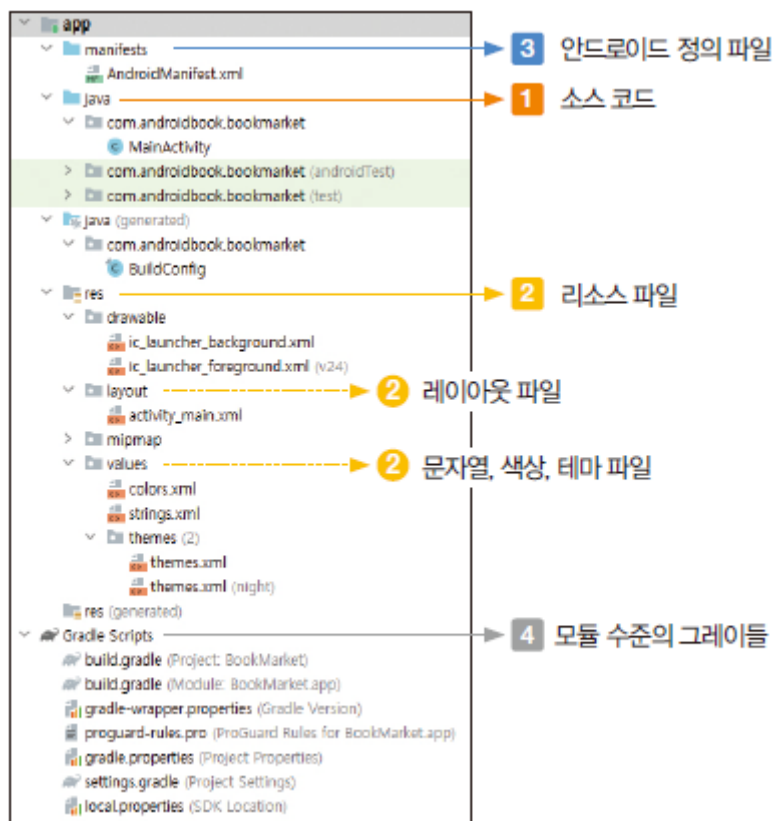 app
manifests
3 안드로이드 정의 파일
AndroidManifest.xml
java
1 소스 코드
com.androidbook.bookmarket
MainActivity
com.androidbook.bookmarket (androidTest)
com.androidbook.bookmarket (test)
java (generated)
com.androidbook.bookmarket
BuildConfig
res
2 리소스 파일
drawable
ic_launcher_background.xml
ic_launcher_foreground.xml (v24)
layout
2 레이아웃 파일
activity_main.xml
mipmap
values
2 문자열, 색상, 테마 파일
colors.xml
strings.xml
themes (2)
themes.xml
themes.xml (night)
res (generated)
Gradle Scripts
4 모듈 수준의 그레이들
build.gradle (Project: BookMarket)
build.gradle (Module: BookMarket.app)
gradle-wrapper.properties (Gradle Version)
proguard-rules.pro (ProGuard Rules for BookMarket.app)
gradle.properties (Project Properties)
settings.gradle (Project Settings)
local.properties (SDK Location)